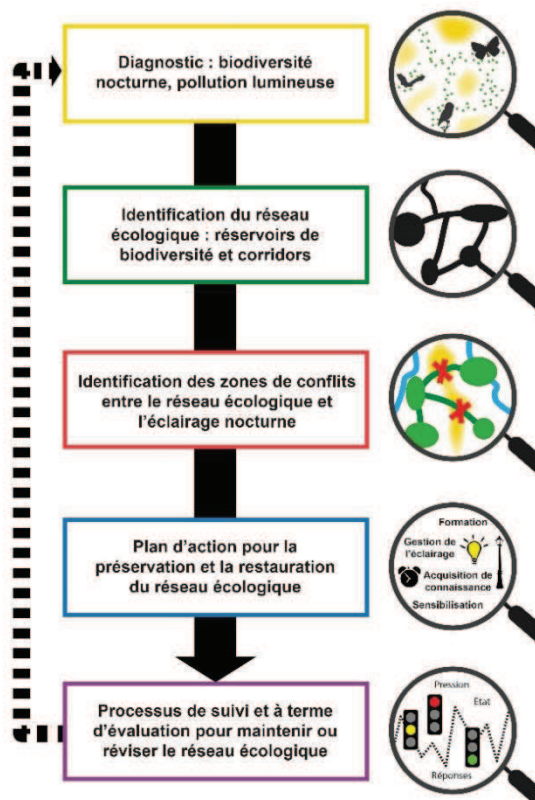 Diagnostic : biodiversité
nocturne, pollution lumineuse
Identification du réseau
écologique : réservoirs de
biodiversité et corridors
Identification des zones de conflits
entre le réseau écologique et
l'éclairage nocturne
Plan d'action pour la
préservation et la restauration
du réseau écologique
Formation
Gestion de
l'éclairage
Acquisition de
connaissance
Sensibilisation
Processus de suivi et à terme
d'évaluation pour maintenir ou
réviser le réseau écologique
Pression
Etat
Réponses